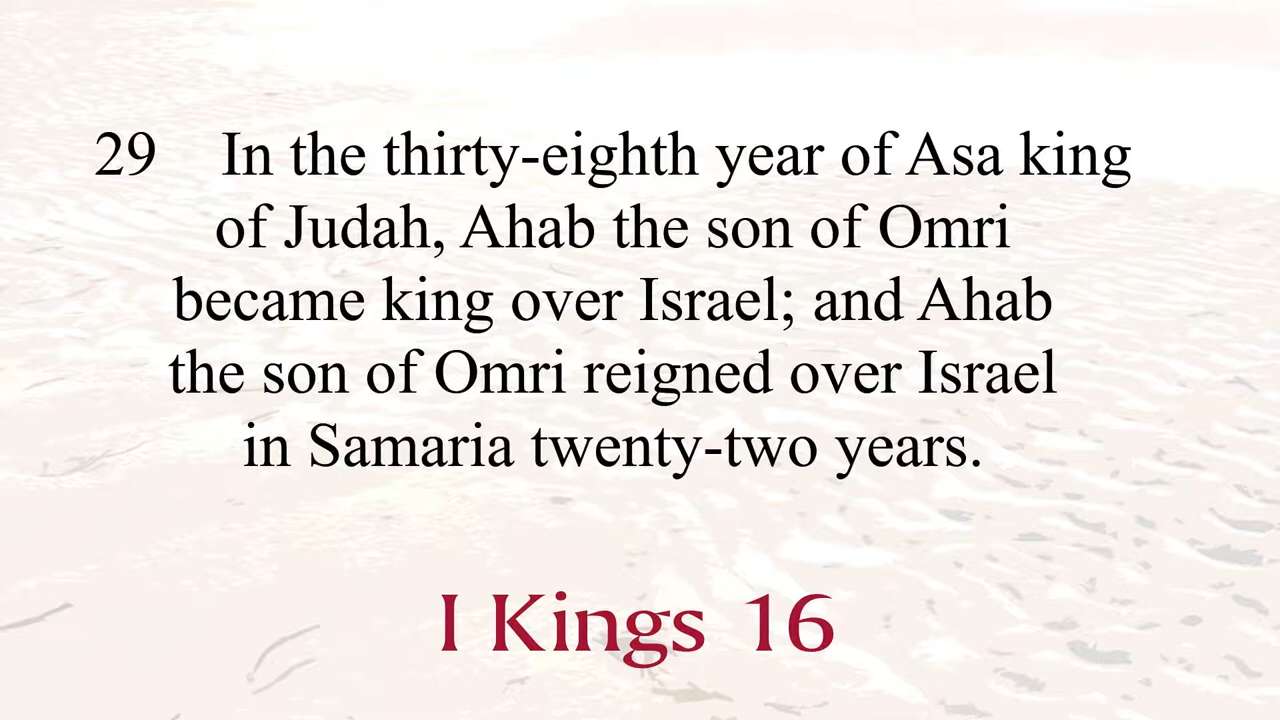 29 In the thirty-eighth year of Asa king
of Judah, Ahab the son of Omri
became king over Israel; and Ahab
the son of Omri reigned over Israel
in Samaria twenty-two years.
I Kings 16